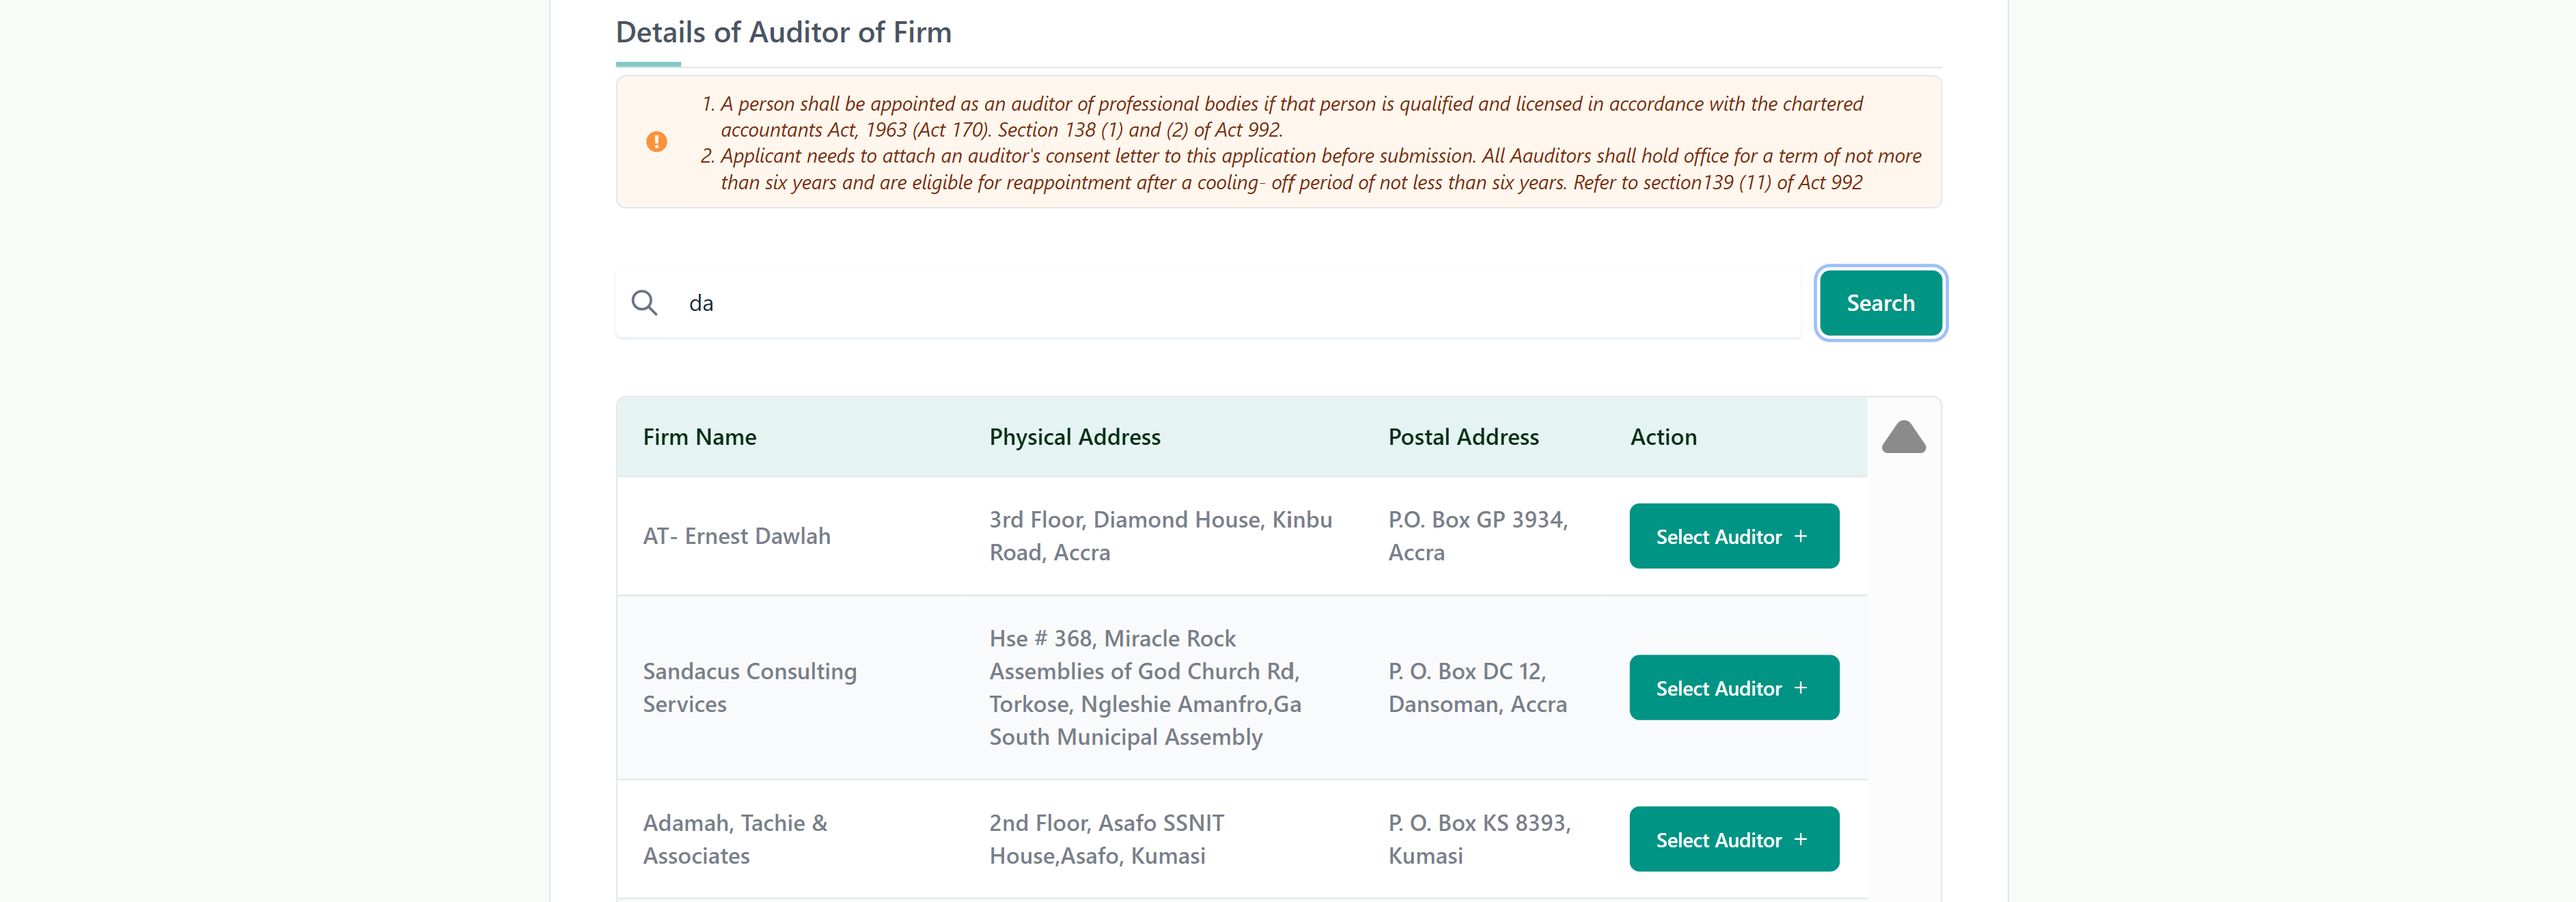 Details of Auditor of Firm
1. A person shall be appointed as an auditor of professional bodies if that person is qualified and licensed in accordance with the chartered
accountants Act, 1963 (Act 170). Section 138 (1) and (2) of Act 992.
2. Applicant needs to attach an auditor's consent letter to this application before submission. All Aauditors shall hold office for a term of not more
than six years and are eligible for reappointment after a cooling- off period of not less than six years. Refer to section139 (11) of Act 992
da
Search
Firm Name
Physical Address
Postal Address
Action
AT- Ernest Dawlah
3rd Floor, Diamond House, Kinbu
Road, Accra
P.O. Box GP 3934,
Accra
Select Auditor +
Sandacus Consulting
Services
Hse # 368, Miracle Rock
Assemblies of God Church Rd,
Torkose, Ngleshie Amanfro,Ga
South Municipal Assembly
P. O. Box DC 12,
Dansoman, Accra
Select Auditor +
Adamah, Tachie &
Associates
2nd Floor, Asafo SSNIT
House,Asafo, Kumasi
P. O. Box KS 8393,
Kumasi
Select Auditor +